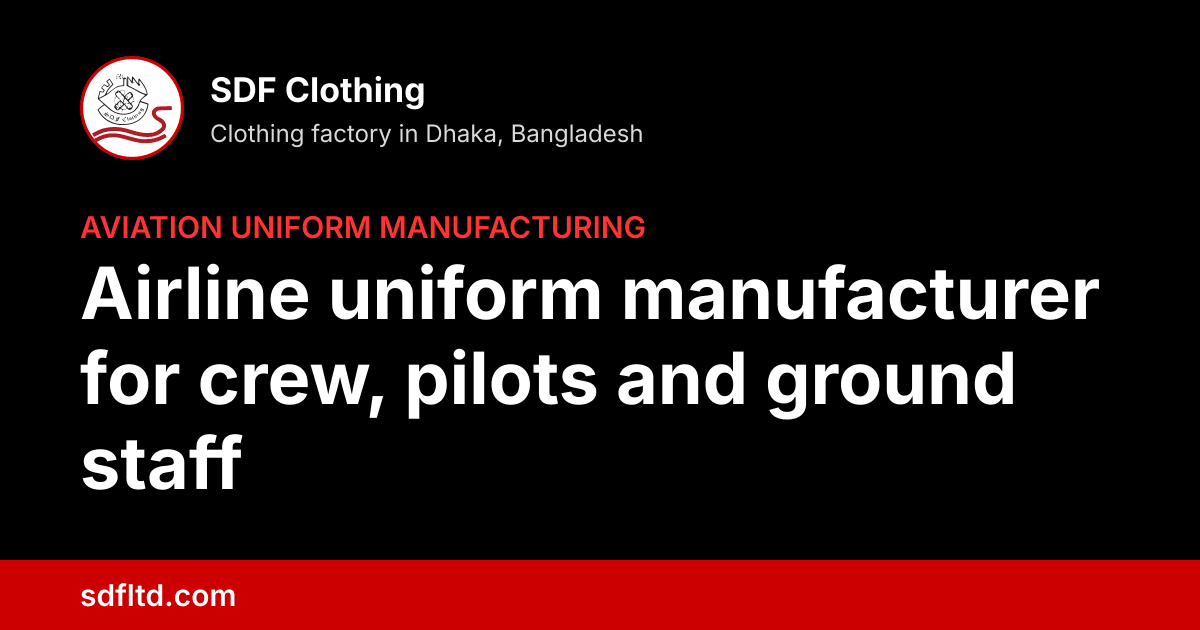 SDF Clothing
Clothing factory in Dhaka, Bangladesh
AVIATION UNIFORM MANUFACTURING
Airline uniform manufacturer
for crew, pilots and ground
staff
sdfltd.com